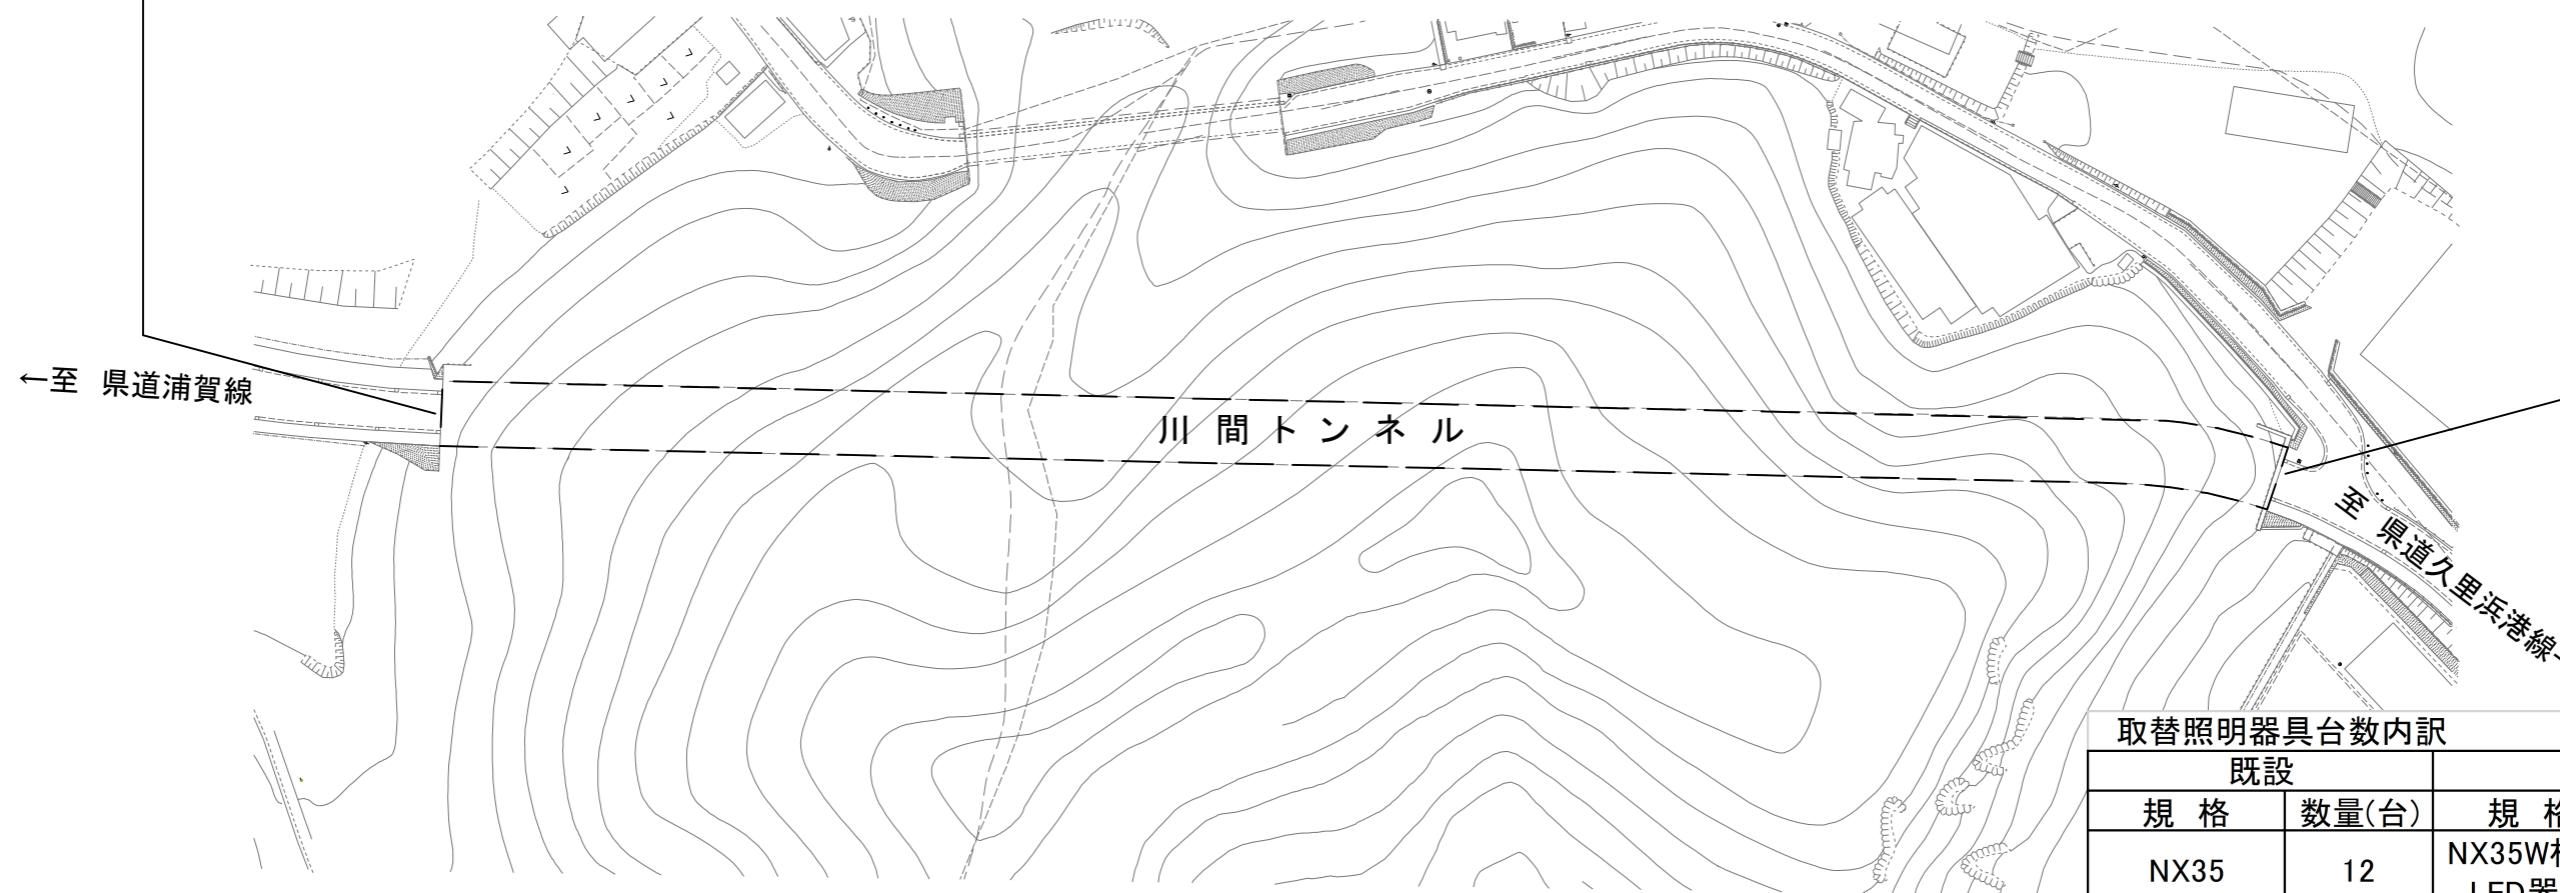 ←至 県道浦賀線
川間トンネル
至 県道久里浜港線
取替照明器具台数内訳
既設
規 格 数量(台) 規
NX35 12 NX35W
LED